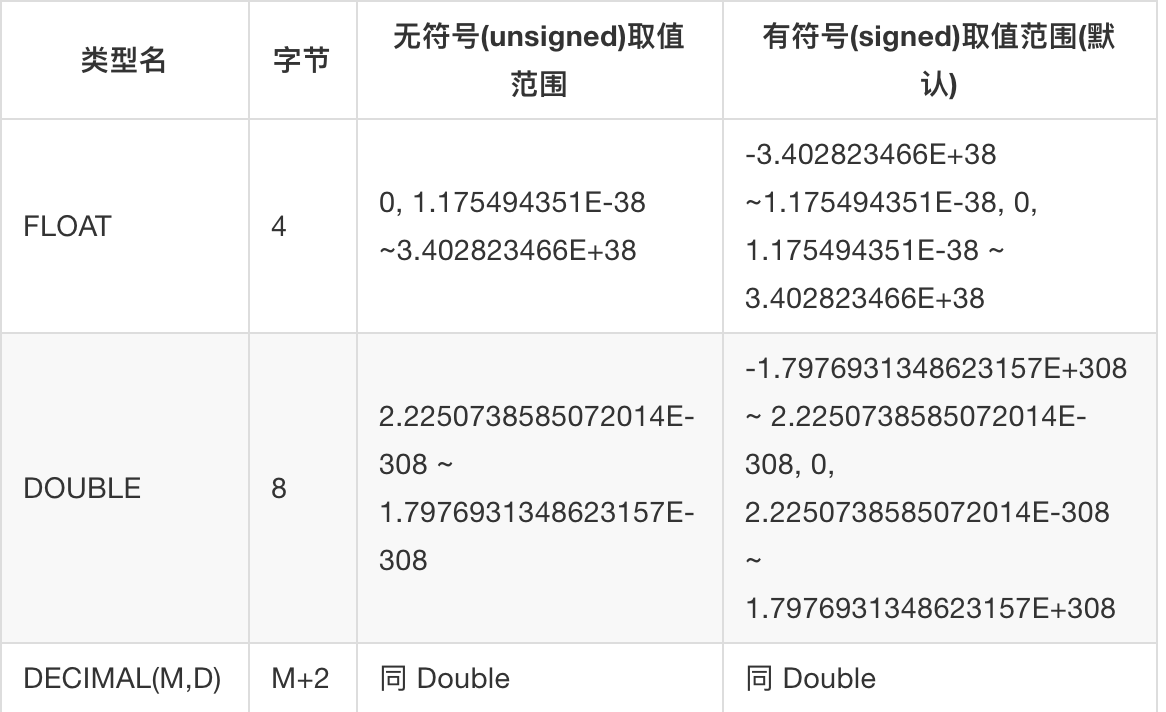 类型名
字节
无符号(unsigned)取值
范围
有符号(signed)取值范围(默
认)
FLOAT
4
0, 1.175494351E-38
~3.402823466E+38
-3.402823466E+38
~1.175494351E-38, 0,
1.175494351E-38 ~
3.402823466E+38
DOUBLE
8
2.2250738585072014E-
308 ~
1.7976931348623157E-
308
-1.7976931348623157E+308
~ 2.2250738585072014E-
308, 0,
2.2250738585072014E-308
~
1.7976931348623157E+308
DECIMAL(M,D)
M+2
同 Double
同 Double